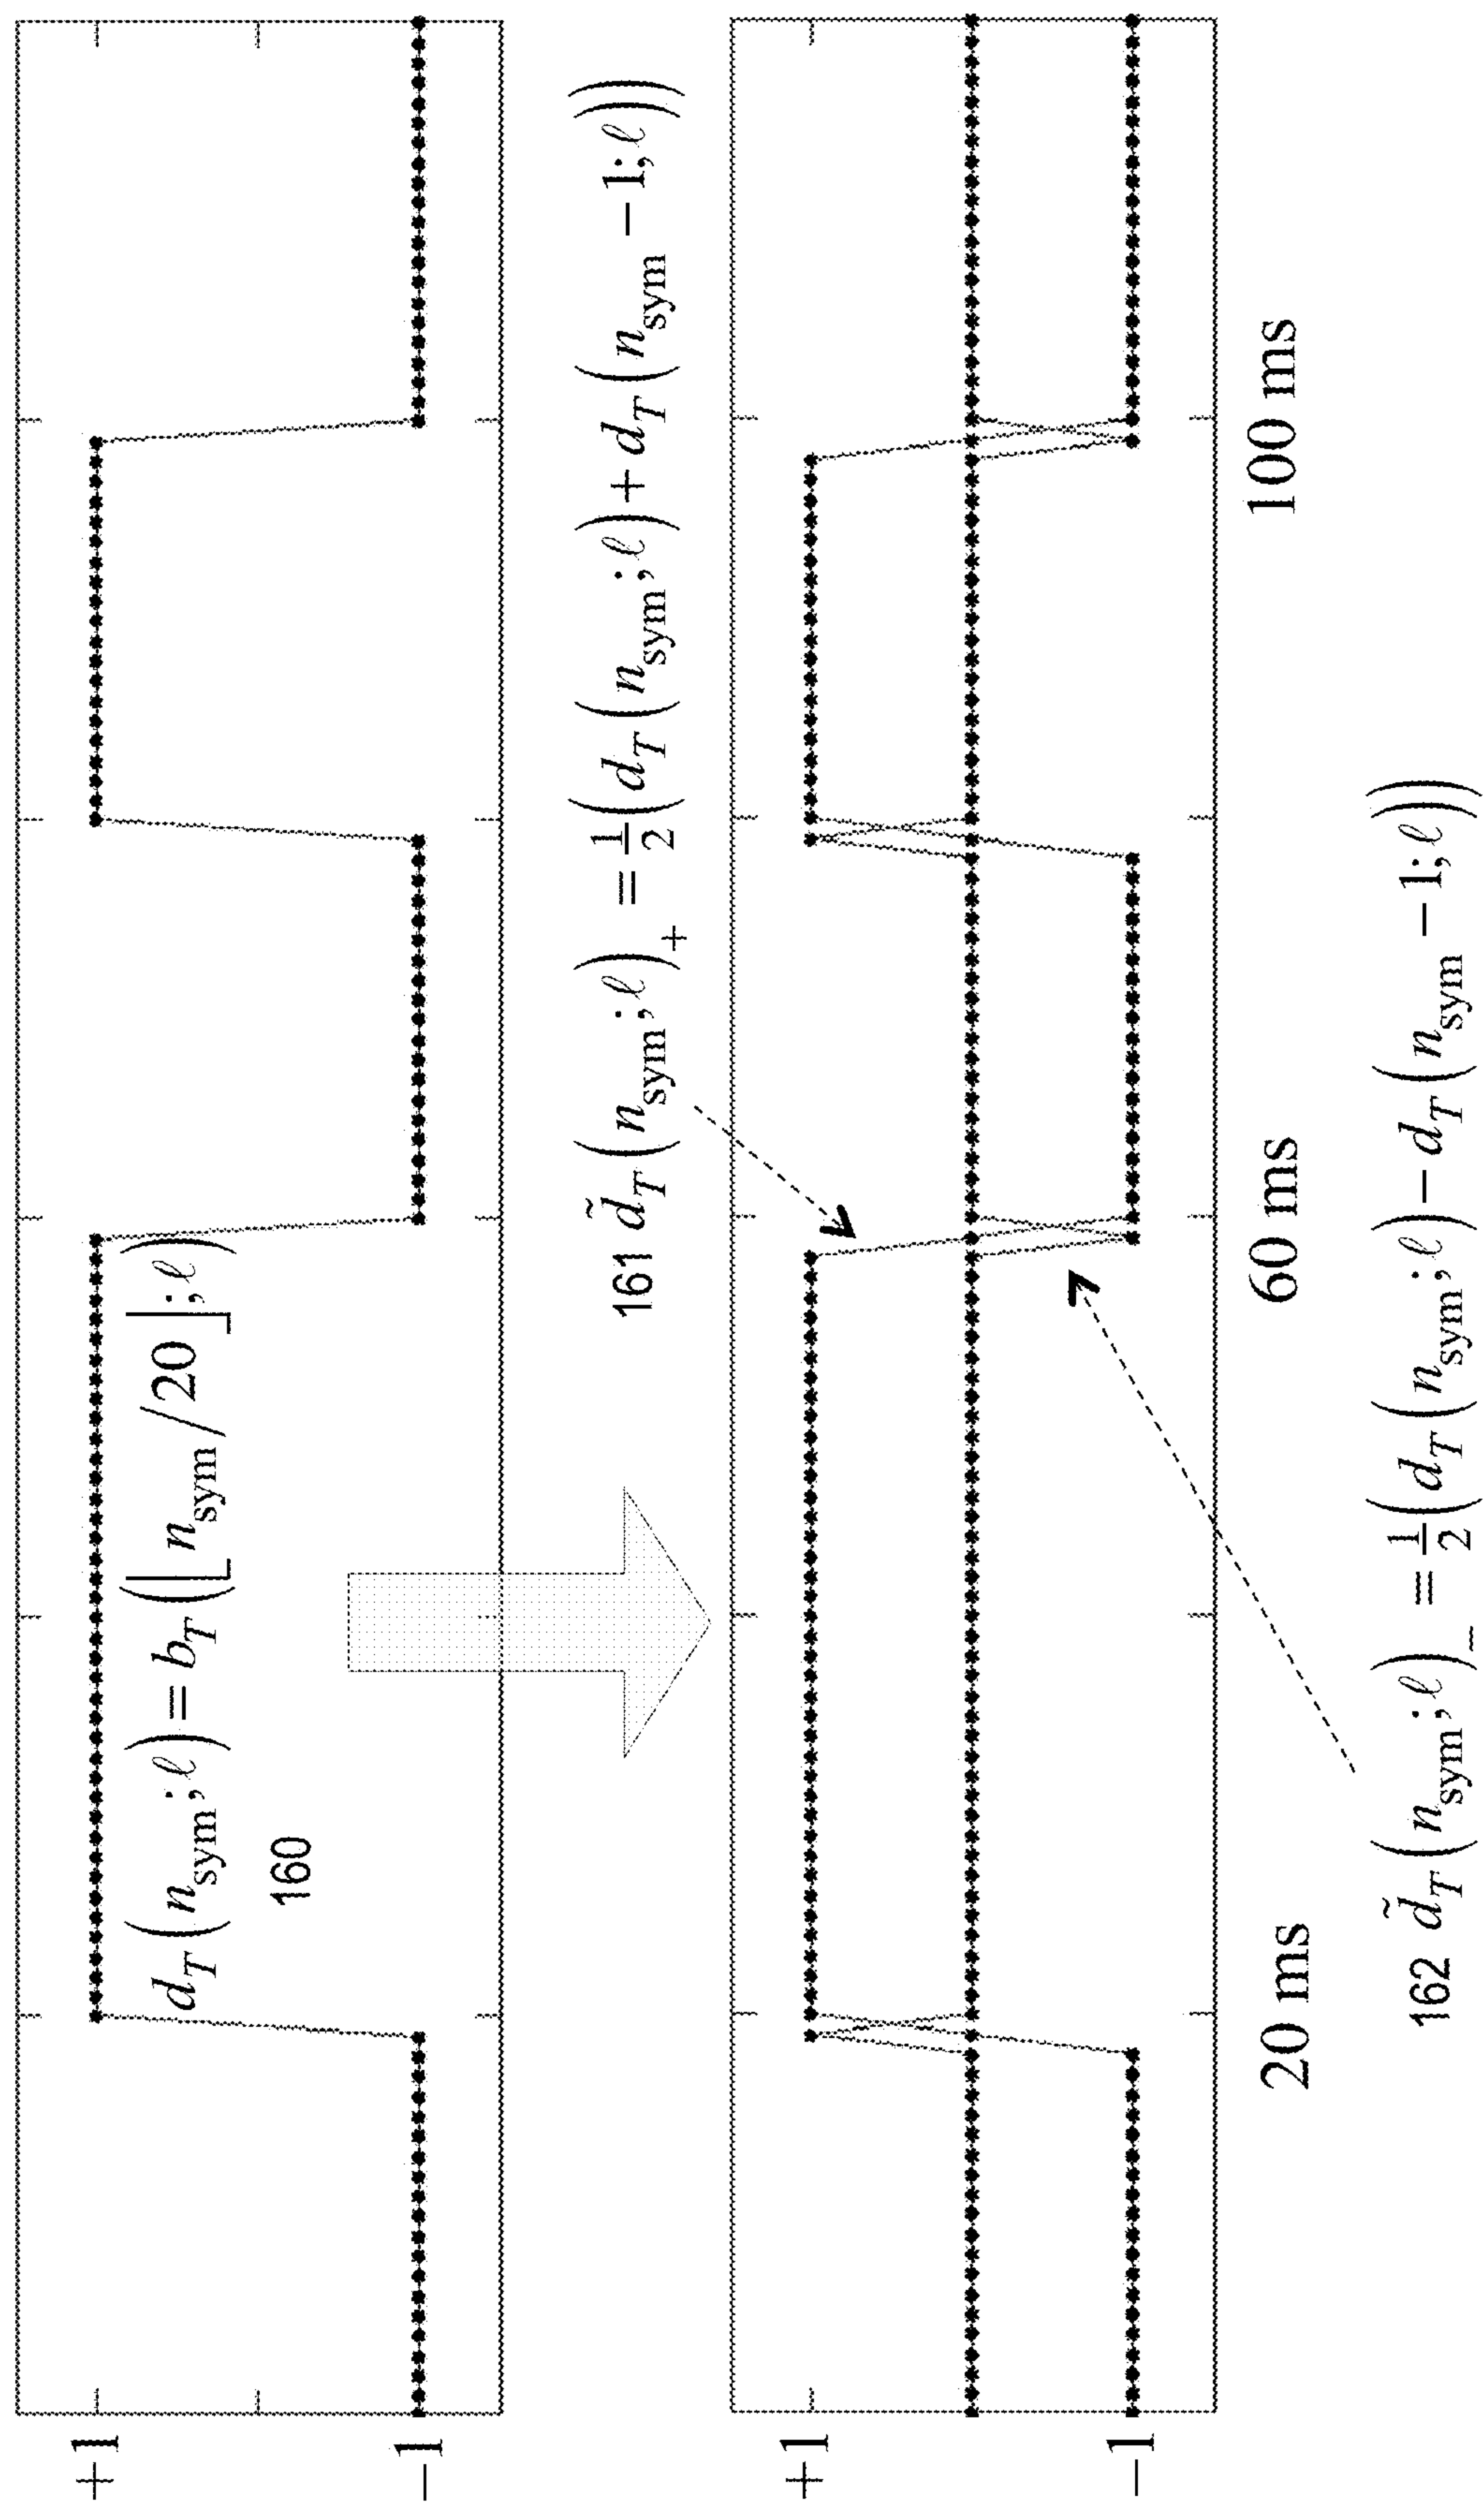 +1
d_T(n_sym;ℓ)=b_T(⌊n_sym/20⌋;ℓ)
160
−1
161 d̃_T(n_sym;ℓ)_+ = ½(d_T(n_sym;ℓ)+d_T(n_sym −1;ℓ))
+1
−1
20 ms 60 ms 100 ms
162 d̃_T(n_sym;ℓ)_− = ½(d_T(n_sym;ℓ)−d_T(n_sym −1;ℓ))